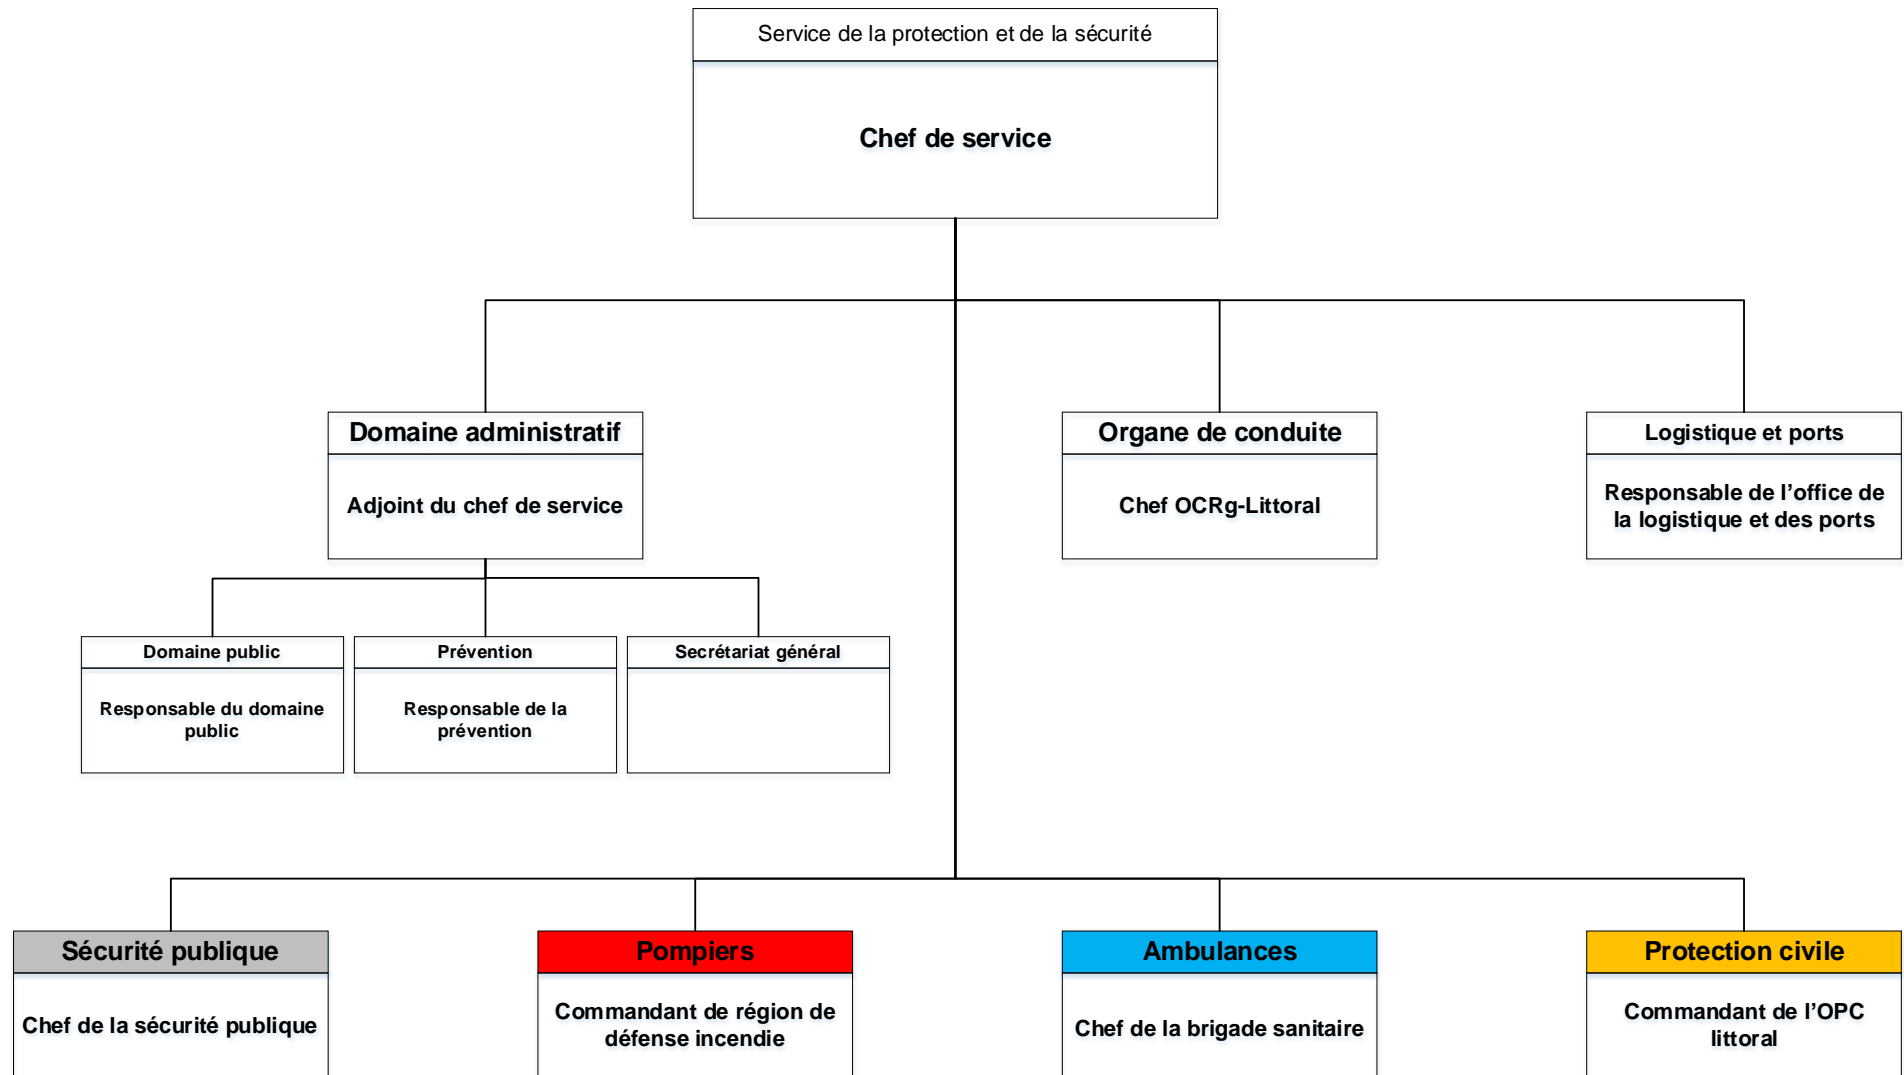 Service de la protection et de la sécurité
Chef de service
Domaine administratif
Adjoint du chef de service
Organe de conduite
Chef OCRg-Littoral
Logistique et ports
Responsable de l’office de
la logistique et des ports
Domaine public
Responsable du domaine
public
Prévention
Responsable de la
prévention
Secrétariat général
Sécurité publique
Chef de la sécurité publique
Pompiers
Commandant de région de
défense incendie
Ambulances
Chef de la brigade sanitaire
Protection civile
Commandant de l’OPC
littoral